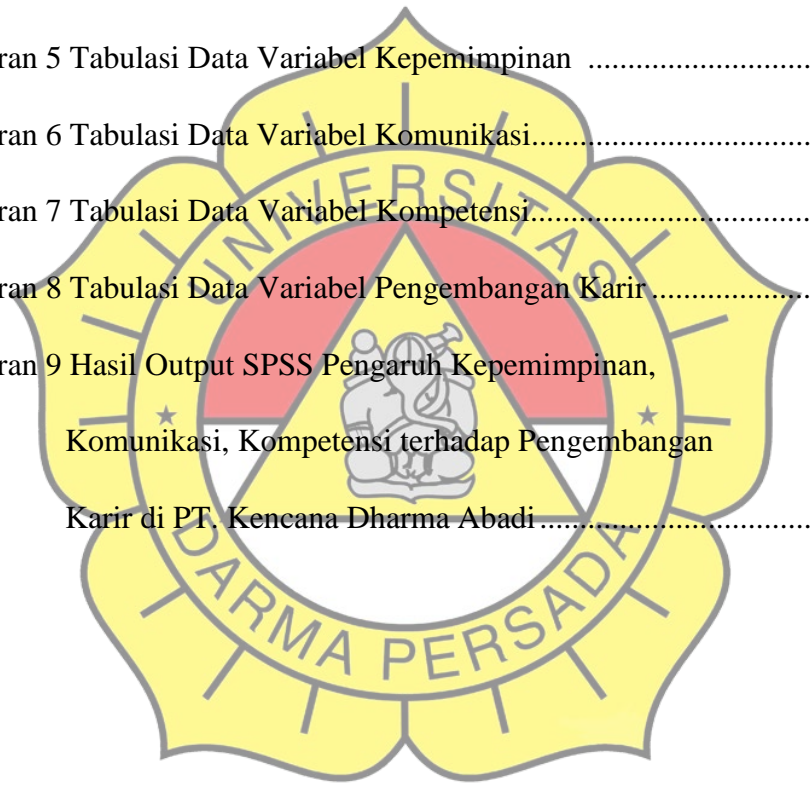 ran 5 Tabulasi Data Variabel Kepemimpinan ............................
ran 6 Tabulasi Data Variabel Komunikasi...................................
ran 7 Tabulasi Data Variabel Kompetensi...................................
ran 8 Tabulasi Data Variabel Pengembangan Karir ....................
ran 9 Hasil Output SPSS Pengaruh Kepemimpinan,
Komunikasi, Kompetensi terhadap Pengembangan
Karir di PT. Kencana Dharma Abadi ..................................
UNIVERSITAS
DARMA PERSADA